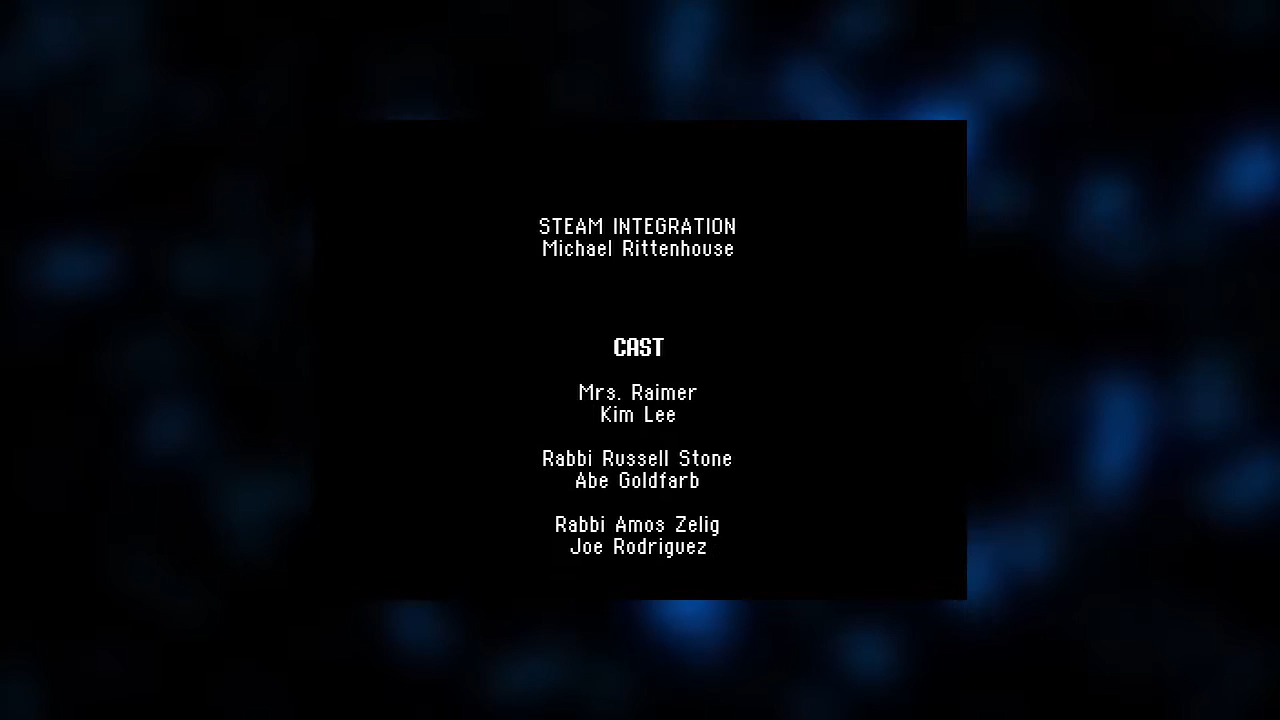 STEAM INTEGRATION
Michael Rittenhouse
CAST
Mrs. Raimer
Kim Lee
Rabbi Russell Stone
Abe Goldfarb
Rabbi Amos Zelig
Joe Rodriguez